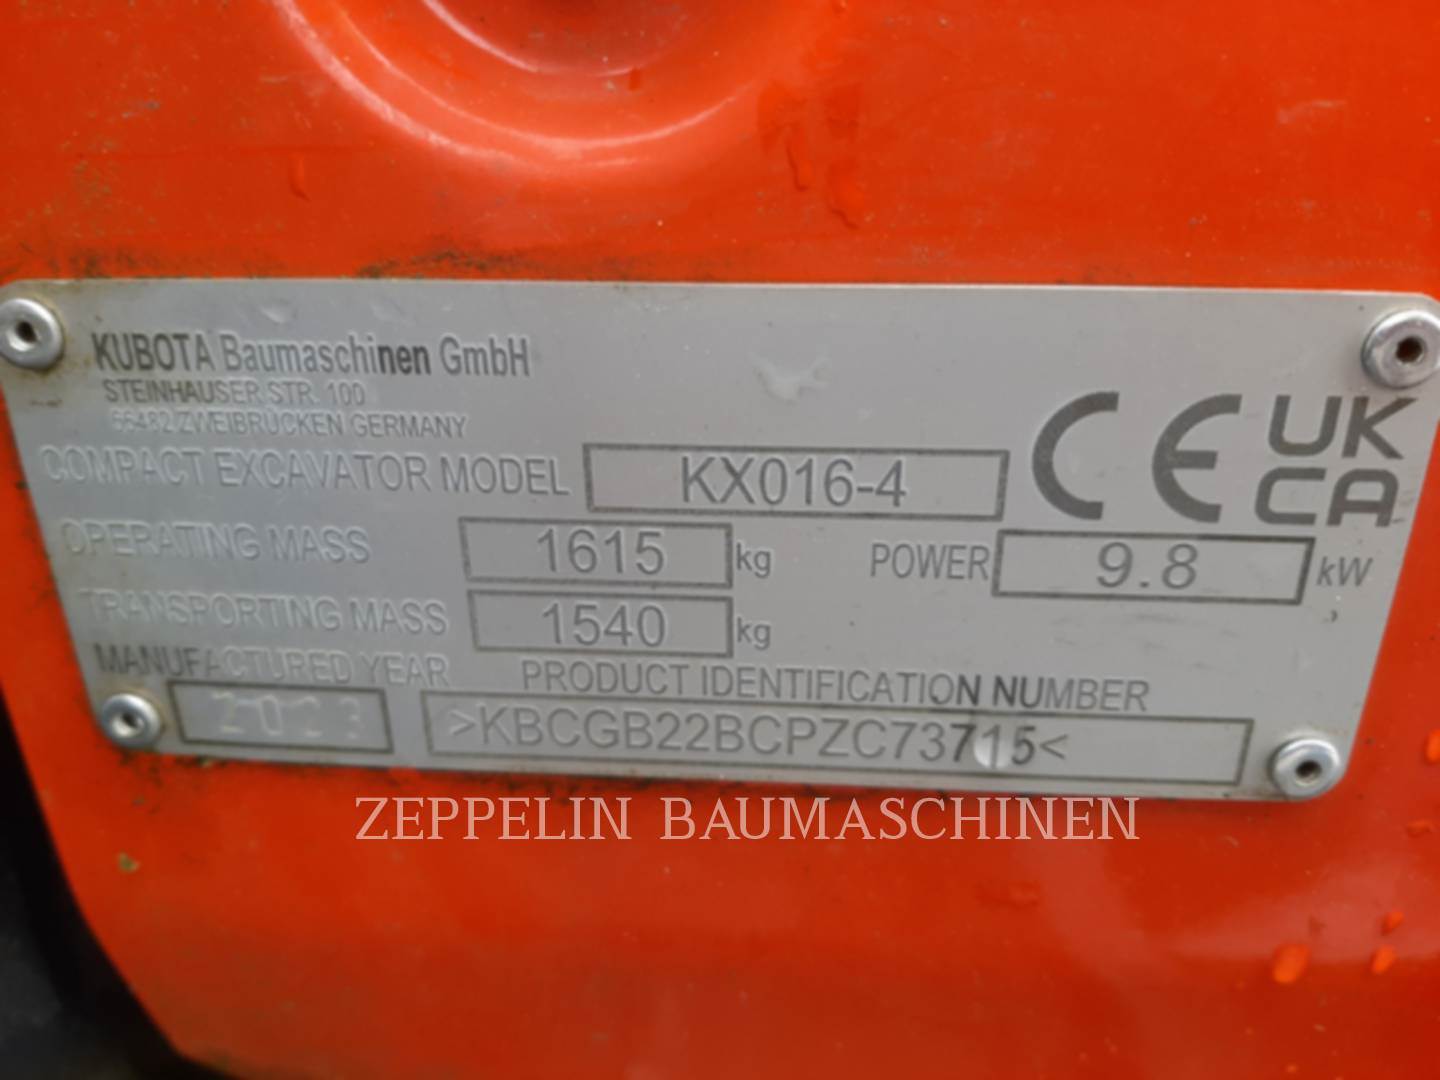 KUBOTA Baumaschinen GmbH
STEINHAUSER STR. 100
66482 ZWEIBRÜCKEN GERMANY
COMPACT EXCAVATOR MODEL KX016-4
CE UK CA
OPERATING MASS 1615 kg POWER 9.8 kW
TRANSPORTING MASS 1540 kg
MANUFACTURED YEAR PRODUCT IDENTIFICATION NUMBER
2023 >KBCGB22BCPZC73715<
ZEPPELIN BAUMASCHINEN